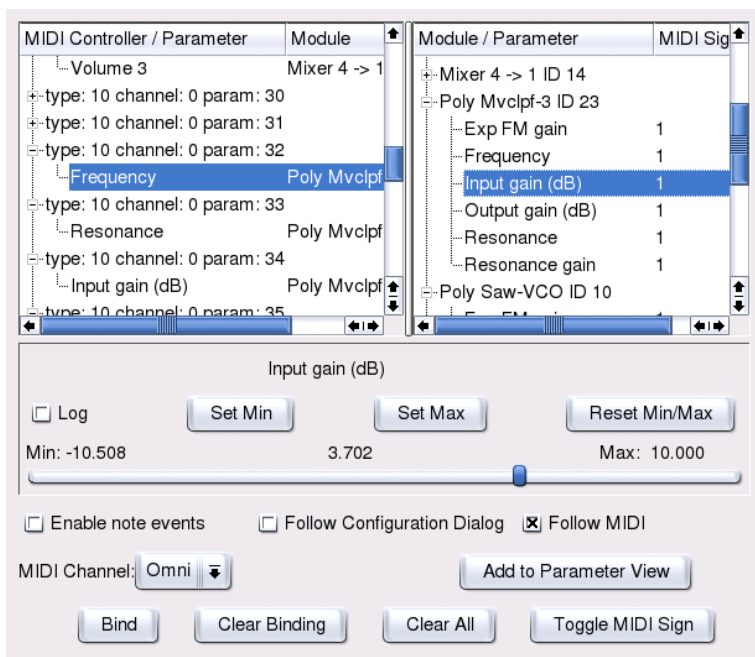 MIDI Controller / Parameter Module
Volume 3 Mixer 4 -> 1
type: 10 channel: 0 param: 30
type: 10 channel: 0 param: 31
type: 10 channel: 0 param: 32
Frequency Poly Mvclpf
type: 10 channel: 0 param: 33
Resonance Poly Mvclpf
type: 10 channel: 0 param: 34
Input gain (dB) Poly Mvclpf
type: 10 channel: 0 param: 35
Module / Parameter MIDI Sig
Mixer 4 -> 1 ID 14
Poly Mvclpf-3 ID 23
Exp FM gain 1
Frequency 1
Input gain (dB) 1
Output gain (dB) 1
Resonance 1
Resonance gain 1
Poly Saw-VCO ID 10
Input gain (dB)
Log Set Min Set Max Reset Min/Max
Min: -10.508 3.702 Max: 10.000
Enable note events Follow Configuration Dialog Follow MIDI
MIDI Channel: Omni Add to Parameter View
Bind Clear Binding Clear All Toggle MIDI Sign